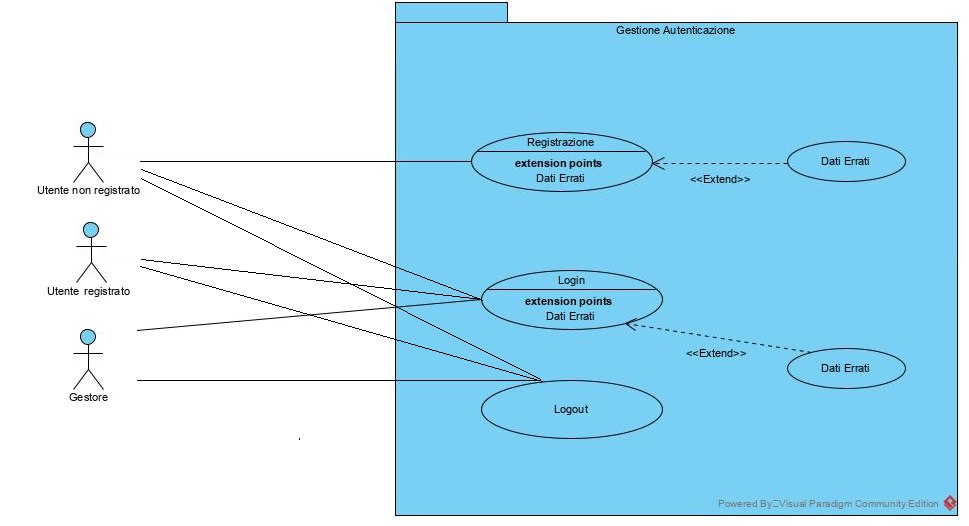 Gestione Autenticazione
Utente non registrato
Utente registrato
Gestore
Registrazione
extension points
Dati Errati
<<Extend>>
Dati Errati
Login
extension points
Dati Errati
<<Extend>>
Dati Errati
Logout
Powered By Visual Paradigm Community Edition